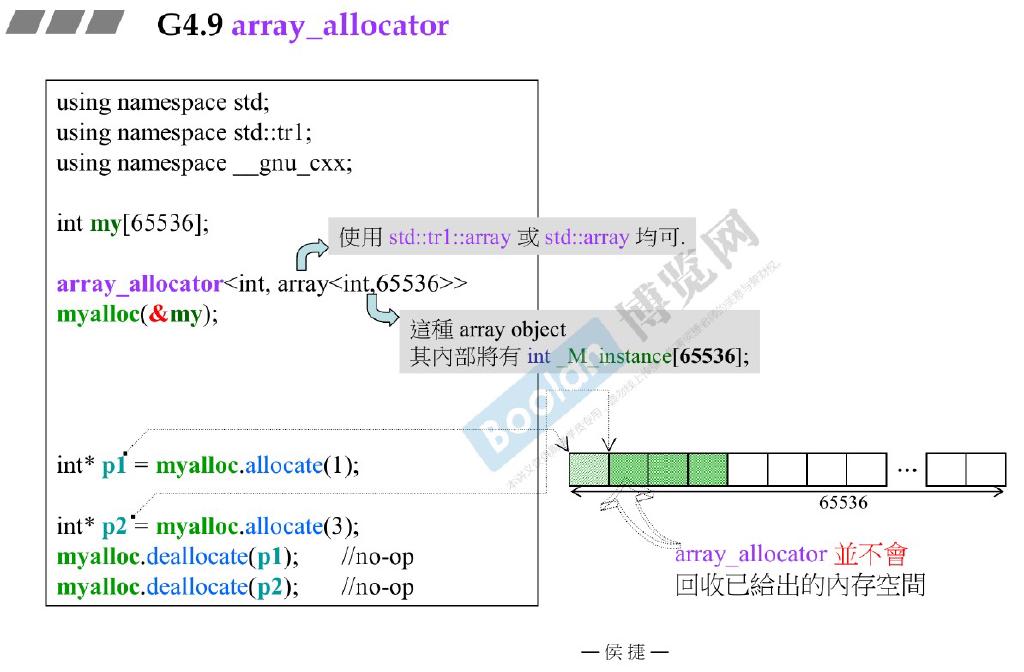 G4.9 array_allocator
using namespace std;
using namespace std::tr1;
using namespace __gnu_cxx;
int my[65536];
使用 std::tr1::array 或 std::array 均可.
array_allocator<int, array<int,65536>>
myalloc(&my);
這種 array object
其內部將有 int _M_instance[65536];
Boolan 博览网
int* p1 = myalloc.allocate(1);
...
65536
int* p2 = myalloc.allocate(3);
myalloc.deallocate(p1); //no-op
myalloc.deallocate(p2); //no-op
array_allocator 並不會
回收已給出的內存空間
— 侯捷 —